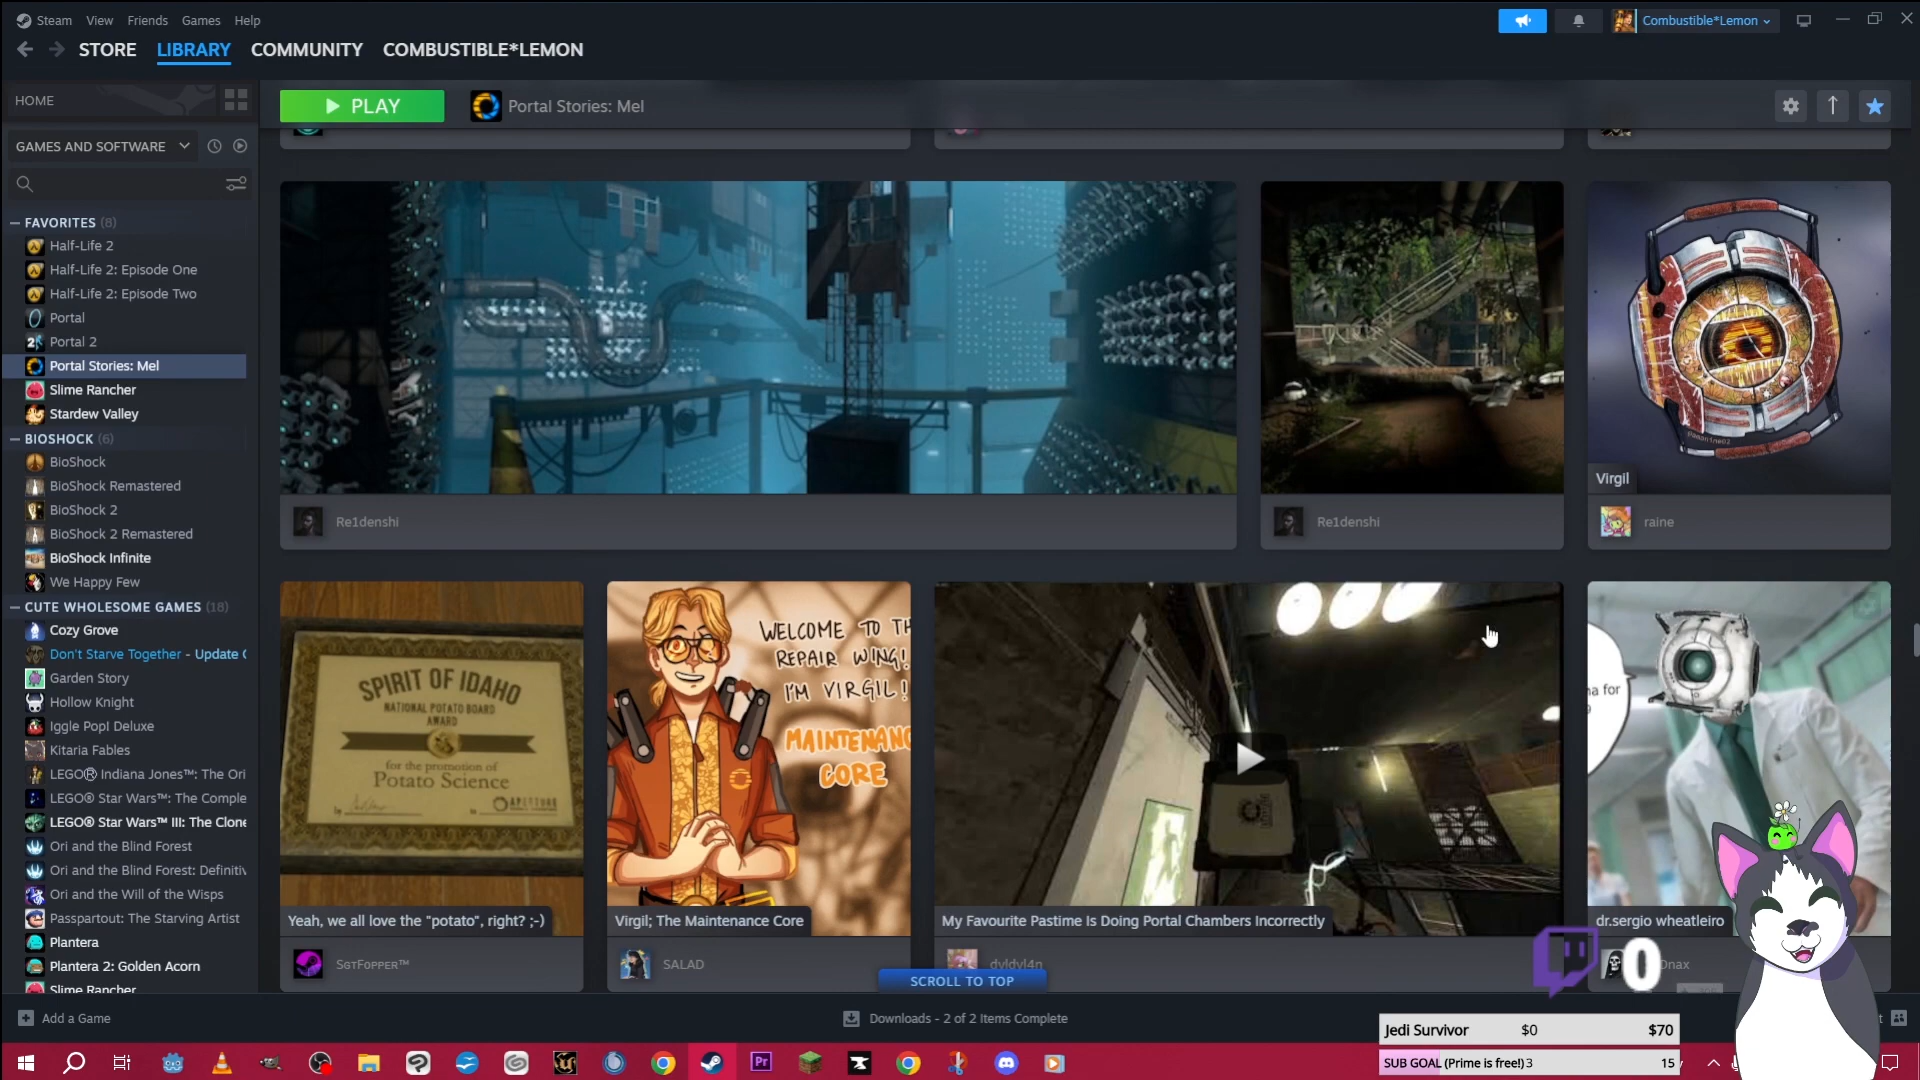 Steam View Friends Games Help
Combustible*Lemon
STORE LIBRARY COMMUNITY COMBUSTIBLE*LEMON
HOME
PLAY
Portal Stories: Mel
GAMES AND SOFTWARE
FAVORITES (8)
Half-Life 2
Half-Life 2: Episode One
Half-Life 2: Episode Two
Portal
Portal 2
Portal Stories: Mel
Slime Rancher
Stardew Valley
BIOSHOCK (6)
BioShock
BioShock Remastered
BioShock 2
BioShock 2 Remastered
BioShock Infinite
We Happy Few
CUTE WHOLESOME GAMES (18)
Cozy Grove
Don't Starve Together - Update
Garden Story
Hollow Knight
Iggle Pop! Deluxe
Kitaria Fables
LEGO® Indiana Jones™: The Ori
LEGO® Star Wars™: The Comple
LEGO® Star Wars™ III: The Clone
Ori and the Blind Forest
Ori and the Blind Forest: Definitiv
Ori and the Will of the Wisps
Passpartout: The Starving Artist
Plantera
Plantera 2: Golden Acorn
Slime Rancher
Re1denshi
Re1denshi
Virgil
raine
SPIRIT OF IDAHO
NATIONAL POTATO BOARD
AWARD
for the promotion of
Potato Science
by
APERTURE
Yeah, we all love the "potato", right? ;-)
SGTFOPPER™
WELCOME TO TH
REPAIR WING!
I'M VIRGIL!
MAINTENANC
CORE
Virgil; The Maintenance Core
SALAD
My Favourite Pastime Is Doing Portal Chambers Incorrectly
dyldyl4n
na for
dr.sergio wheatleiro
Dnax
SCROLL TO TOP
0
Add a Game
Downloads - 2 of 2 Items Complete
Jedi Survivor $0 $70
SUB GOAL (Prime is free!) 3 15
Pr